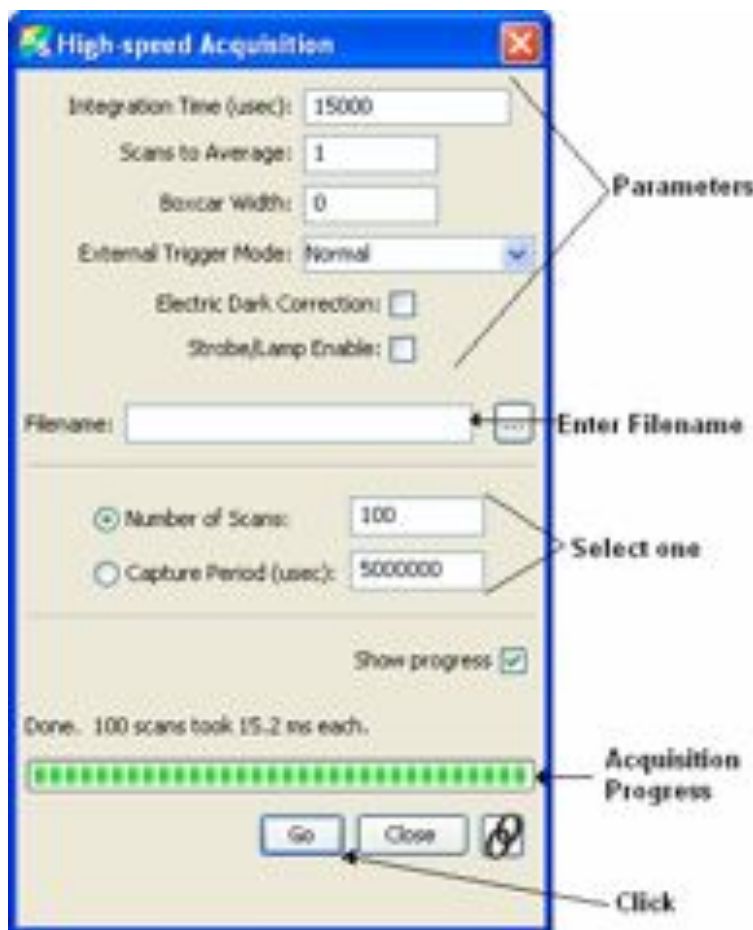 High-speed Acquisition
Integration Time (usec): 15000
Scans to Average: 1
Parameters
Boxcar Width: 0
External Trigger Mode: Normal
Electric Dark Correction:
Strobe/Lamp Enable:
Filename: ... Enter Filename
Number of Scans: 100
Select one
Capture Period (usec): 5000000
Show progress
Done. 100 scans took 15.2 ms each.
Acquisition
Progress
Go Close
Click